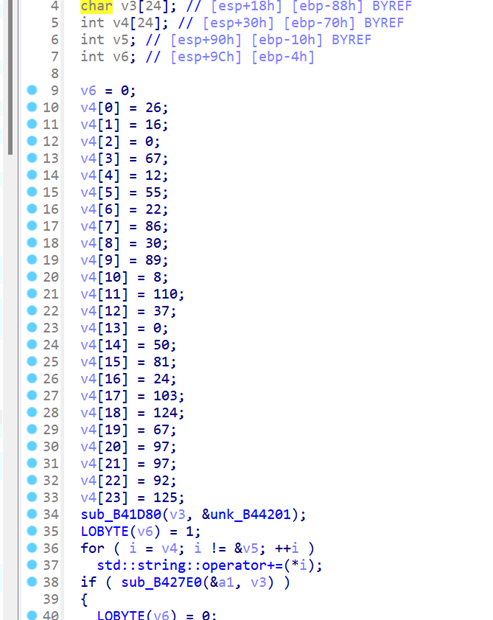 4 char v3[24]; // [esp+18h] [ebp-88h] BYREF
5 int v4[24]; // [esp+30h] [ebp-70h] BYREF
6 int v5; // [esp+90h] [ebp-10h] BYREF
7 int v6; // [esp+9Ch] [ebp-4h]
8
9 v6 = 0;
10 v4[0] = 26;
11 v4[1] = 16;
12 v4[2] = 0;
13 v4[3] = 67;
14 v4[4] = 12;
15 v4[5] = 55;
16 v4[6] = 22;
17 v4[7] = 86;
18 v4[8] = 30;
19 v4[9] = 89;
20 v4[10] = 8;
21 v4[11] = 110;
22 v4[12] = 37;
23 v4[13] = 0;
24 v4[14] = 50;
25 v4[15] = 81;
26 v4[16] = 24;
27 v4[17] = 103;
28 v4[18] = 124;
29 v4[19] = 67;
30 v4[20] = 97;
31 v4[21] = 97;
32 v4[22] = 92;
33 v4[23] = 125;
34 sub_B41D80(v3, &unk_B44201);
35 LOBYTE(v6) = 1;
36 for ( i = v4; i != &v5; ++i )
37 std::string::operator+=(*i);
38 if ( sub_B427E0(&a1, v3) )
39 {
40 LOBYTE(v6) = 0;